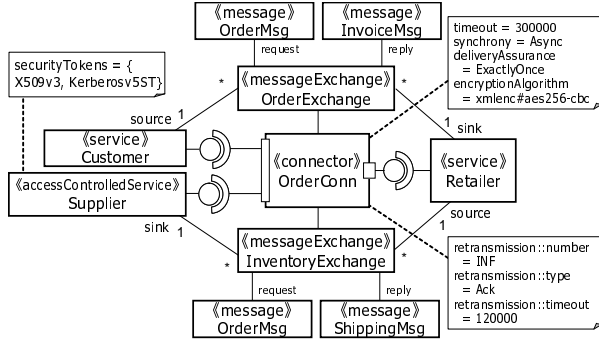 «message»
OrderMsg
«message»
InvoiceMsg
request
reply
timeout = 300000
synchrony = Async
deliveryAssurance
= ExactlyOnce
encryptionAlgorithm
= xmlenc#aes256-cbc
securityTokens = {
X509v3, Kerberosv5ST}
*
«messageExchange»
OrderExchange
*
source
1
1
sink
«service»
Customer
«connector»
OrderConn
«service»
Retailer
«accessControlledService»
Supplier
sink
1
1
source
*
«messageExchange»
InventoryExchange
*
retransmission::number
= INF
retransmission::type
= Ack
retransmission::timeout
= 120000
request
reply
«message»
OrderMsg
«message»
ShippingMsg